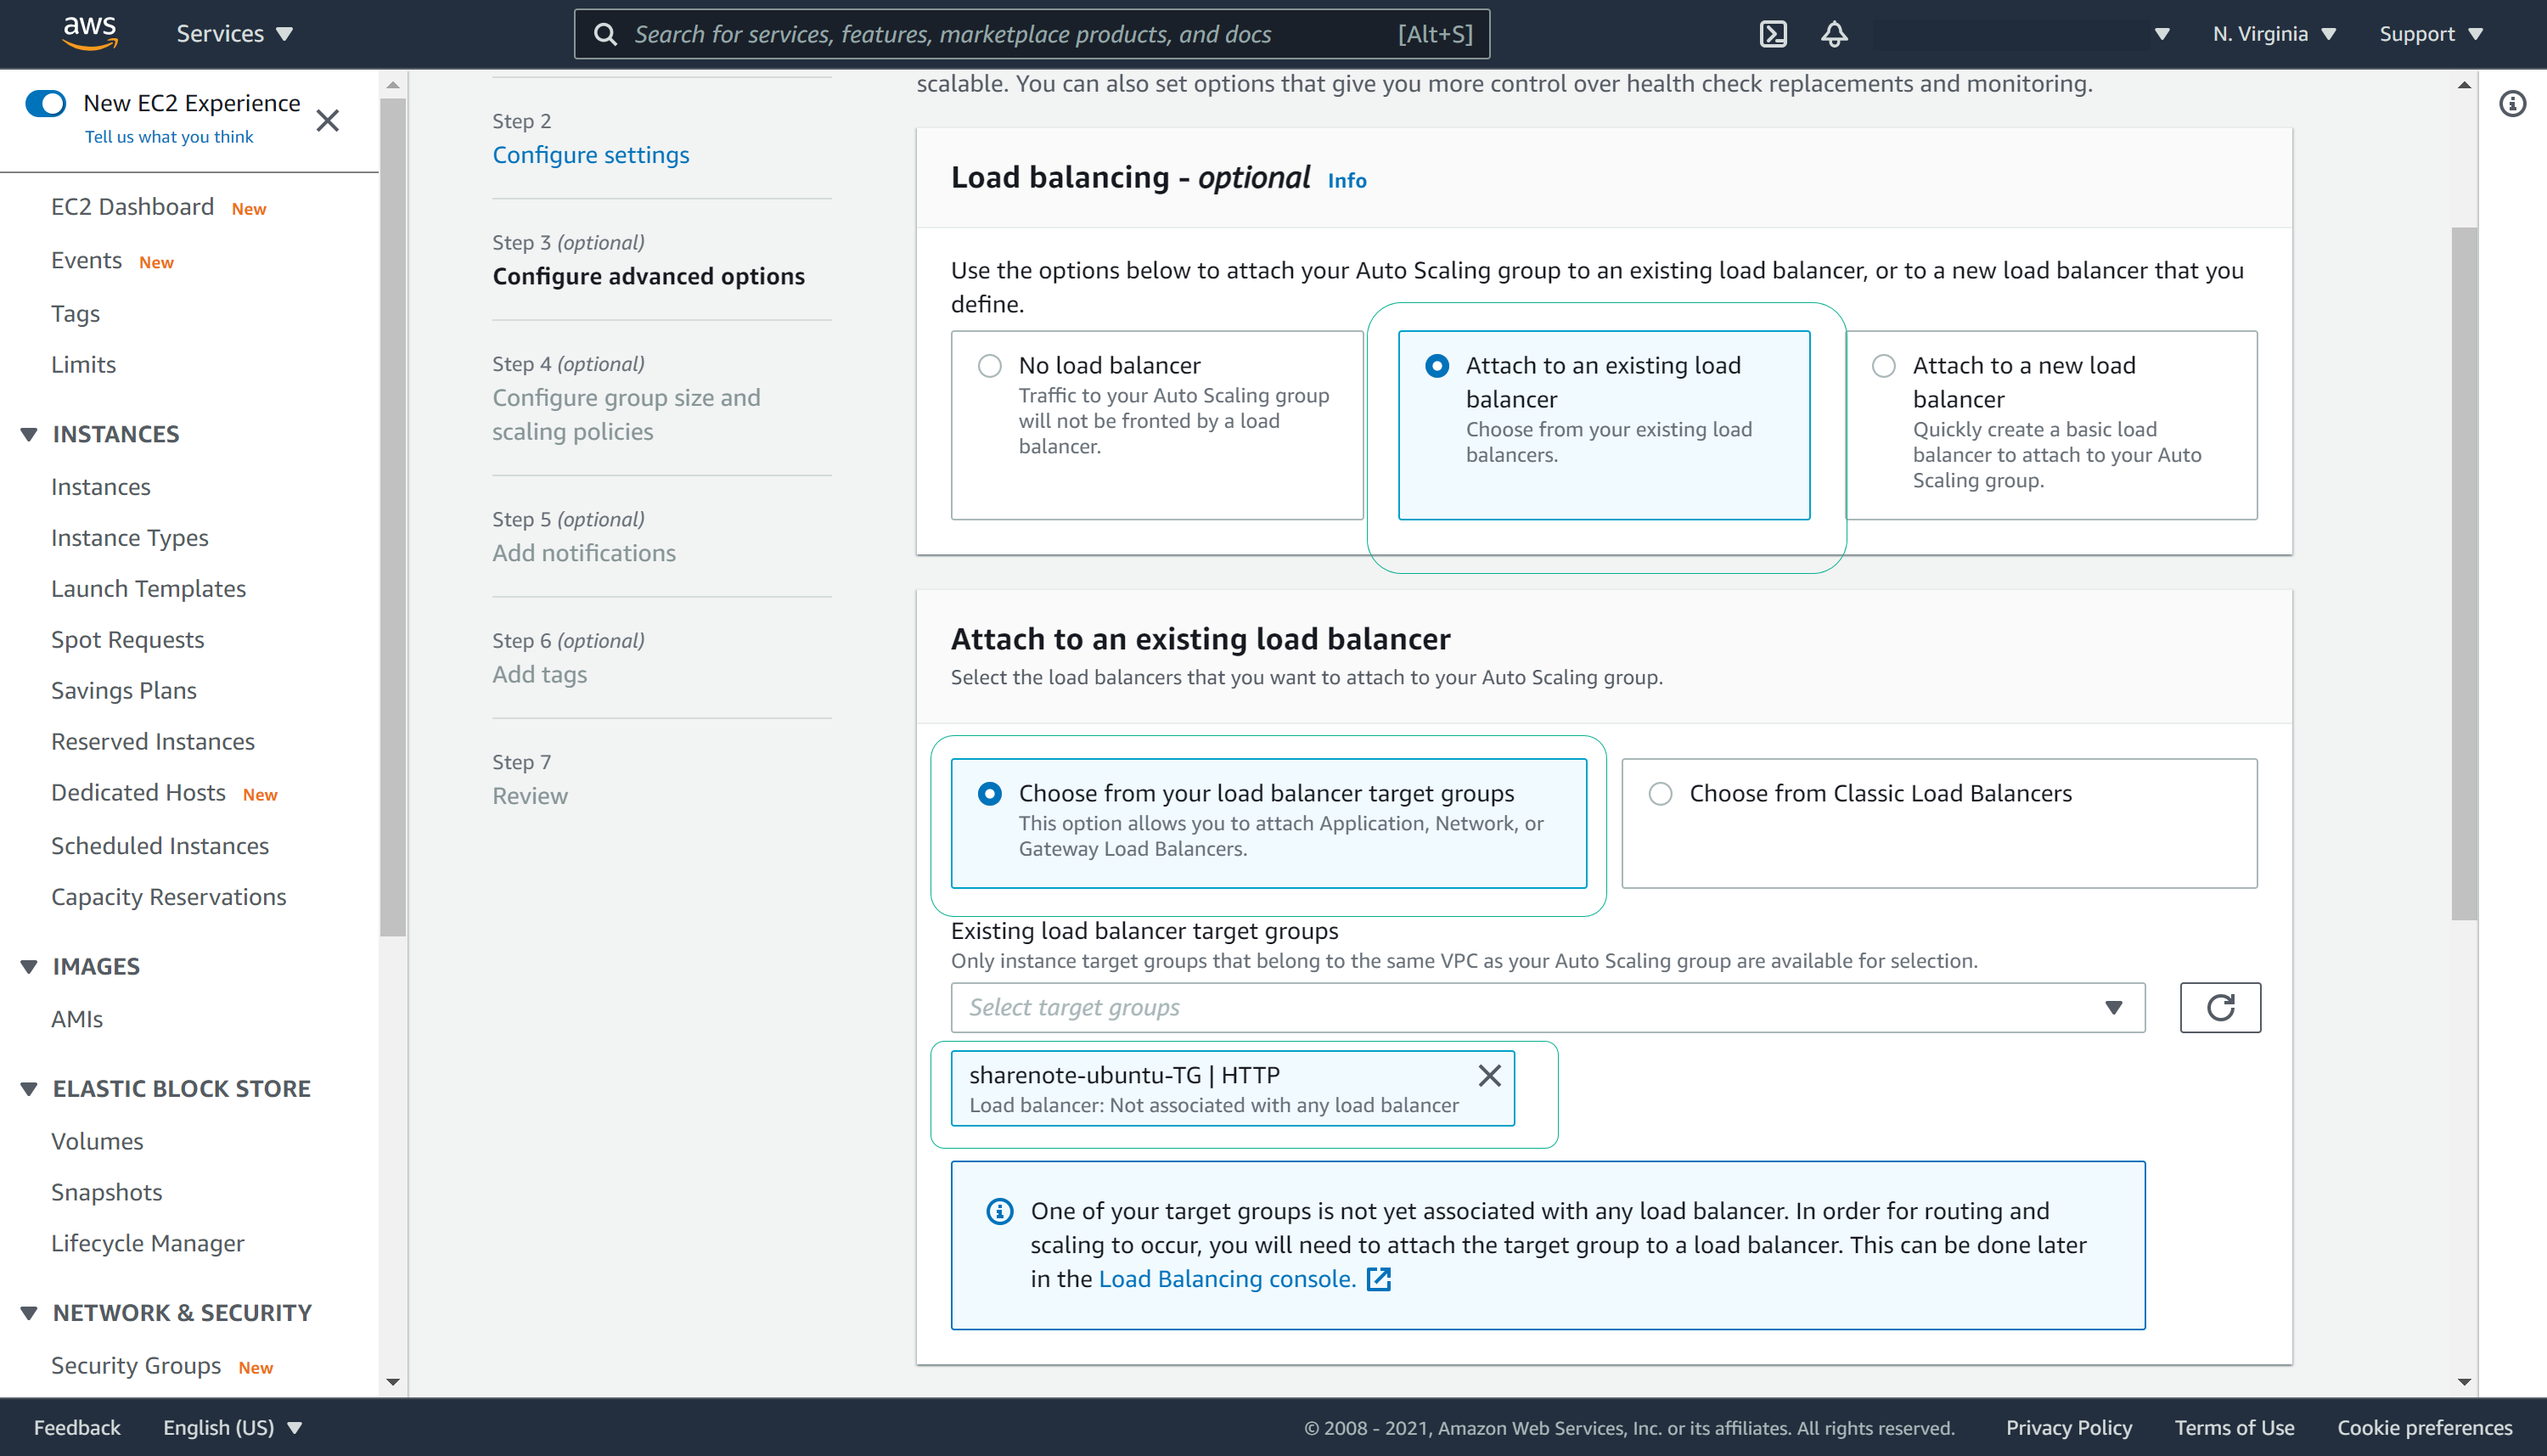 aws
Services
Search for services, features, marketplace products, and docs
[Alt+S]
N. Virginia
Support
New EC2 Experience
Tell us what you think
EC2 Dashboard New
Events New
Tags
Limits
INSTANCES
Instances
Instance Types
Launch Templates
Spot Requests
Savings Plans
Reserved Instances
Dedicated Hosts New
Scheduled Instances
Capacity Reservations
IMAGES
AMIs
ELASTIC BLOCK STORE
Volumes
Snapshots
Lifecycle Manager
NETWORK & SECURITY
Security Groups New
Step 2
Configure settings
Step 3 (optional)
Configure advanced options
Step 4 (optional)
Configure group size and
scaling policies
Step 5 (optional)
Add notifications
Step 6 (optional)
Add tags
Step 7
Review
scalable. You can also set options that give you more control over health check replacements and monitoring.
Load balancing - optional Info
Use the options below to attach your Auto Scaling group to an existing load balancer, or to a new load balancer that you
define.
No load balancer
Traffic to your Auto Scaling group
will not be fronted by a load
balancer.
Attach to an existing load
balancer
Choose from your existing load
balancers.
Attach to a new load
balancer
Quickly create a basic load
balancer to attach to your Auto
Scaling group.
Attach to an existing load balancer
Select the load balancers that you want to attach to your Auto Scaling group.
Choose from your load balancer target groups
This option allows you to attach Application, Network, or
Gateway Load Balancers.
Choose from Classic Load Balancers
Existing load balancer target groups
Only instance target groups that belong to the same VPC as your Auto Scaling group are available for selection.
Select target groups
sharenote-ubuntu-TG | HTTP
Load balancer: Not associated with any load balancer
One of your target groups is not yet associated with any load balancer. In order for routing and
scaling to occur, you will need to attach the target group to a load balancer. This can be done later
in the Load Balancing console.
Feedback
English (US)
© 2008 - 2021, Amazon Web Services, Inc. or its affiliates. All rights reserved.
Privacy Policy
Terms of Use
Cookie preferences